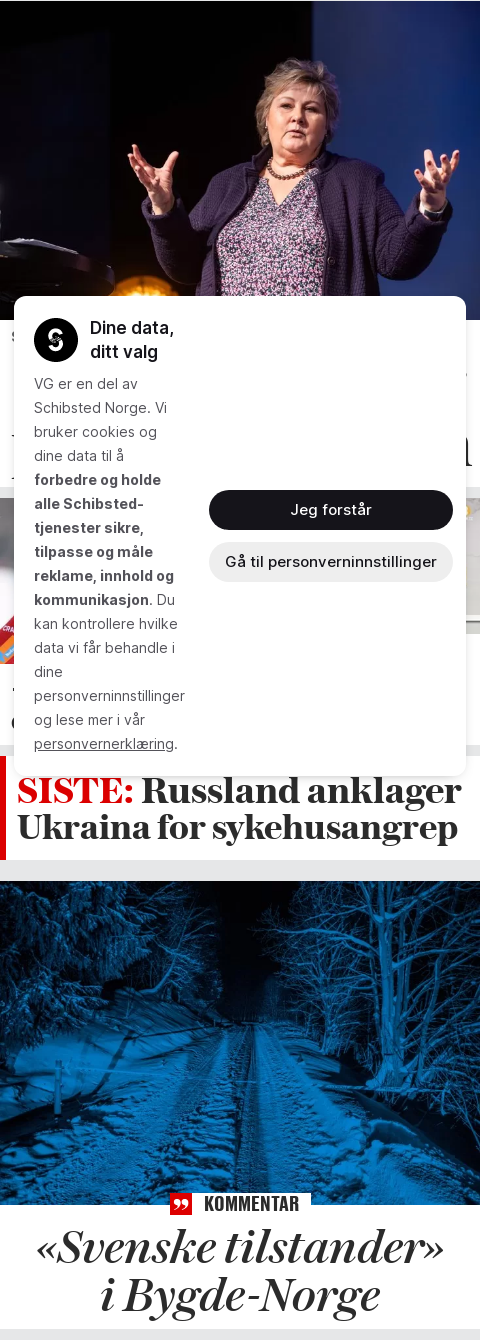 Dine data,
ditt valg
VG er en del av
Schibsted Norge. Vi
bruker cookies og
dine data til å
forbedre og holde
alle Schibsted-
tjenester sikre,
tilpasse og måle
reklame, innhold og
kommunikasjon. Du
kan kontrollere hvilke
data vi får behandle i
dine
personverninnstillinger
og lese mer i vår
personvernerklæring.
Jeg forstår
Gå til personverninnstillinger
SISTE: Russland anklager
Ukraina for sykehusangrep
KOMMENTAR
«Svenske tilstander»
i Bygde-Norge